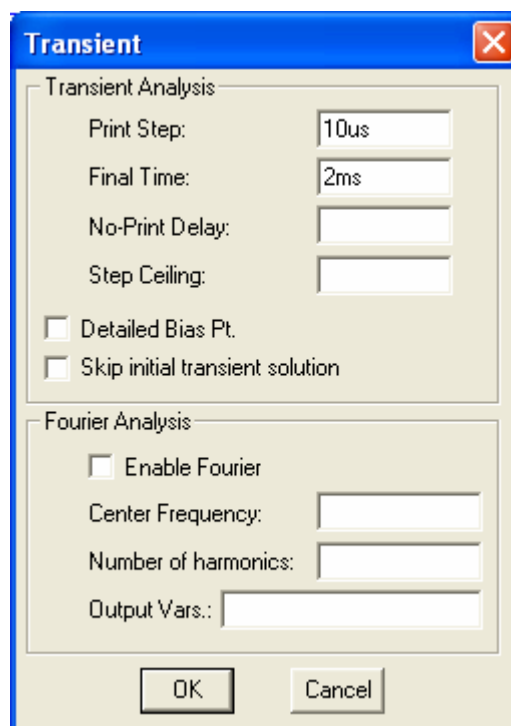 Transient
Transient Analysis
Print Step: 10us
Final Time: 2ms
No-Print Delay:
Step Ceiling:
Detailed Bias Pt.
Skip initial transient solution
Fourier Analysis
Enable Fourier
Center Frequency:
Number of harmonics:
Output Vars.:
OK Cancel